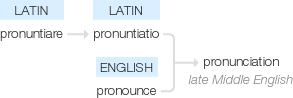 LATIN LATIN
pronuntiare pronuntiatio
ENGLISH
pronounce
pronunciation
late Middle English